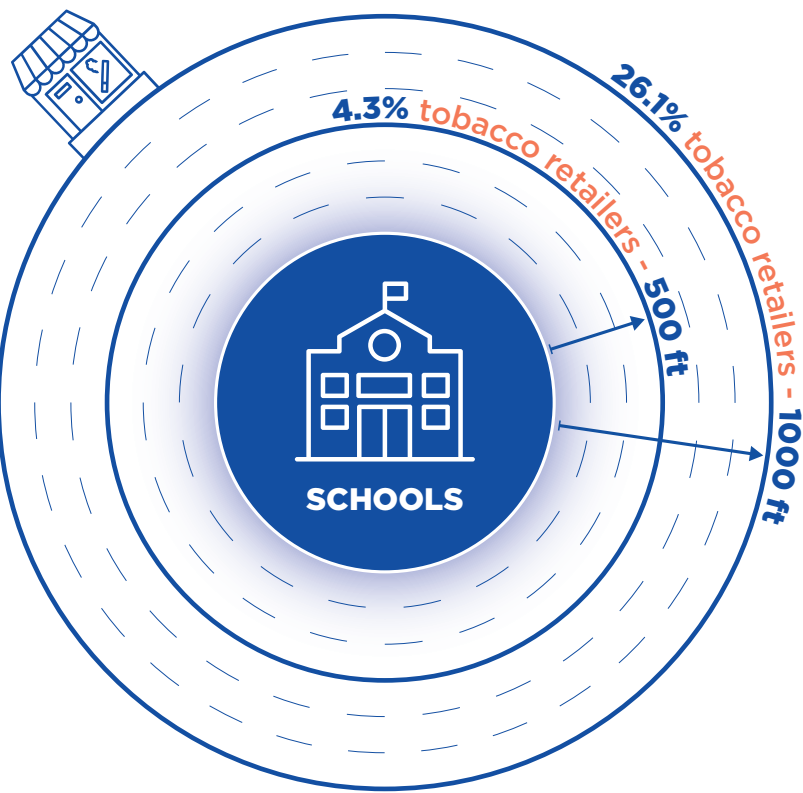 4.3% tobacco retailers - 500 ft
26.1% tobacco retailers - 1000 ft
SCHOOLS